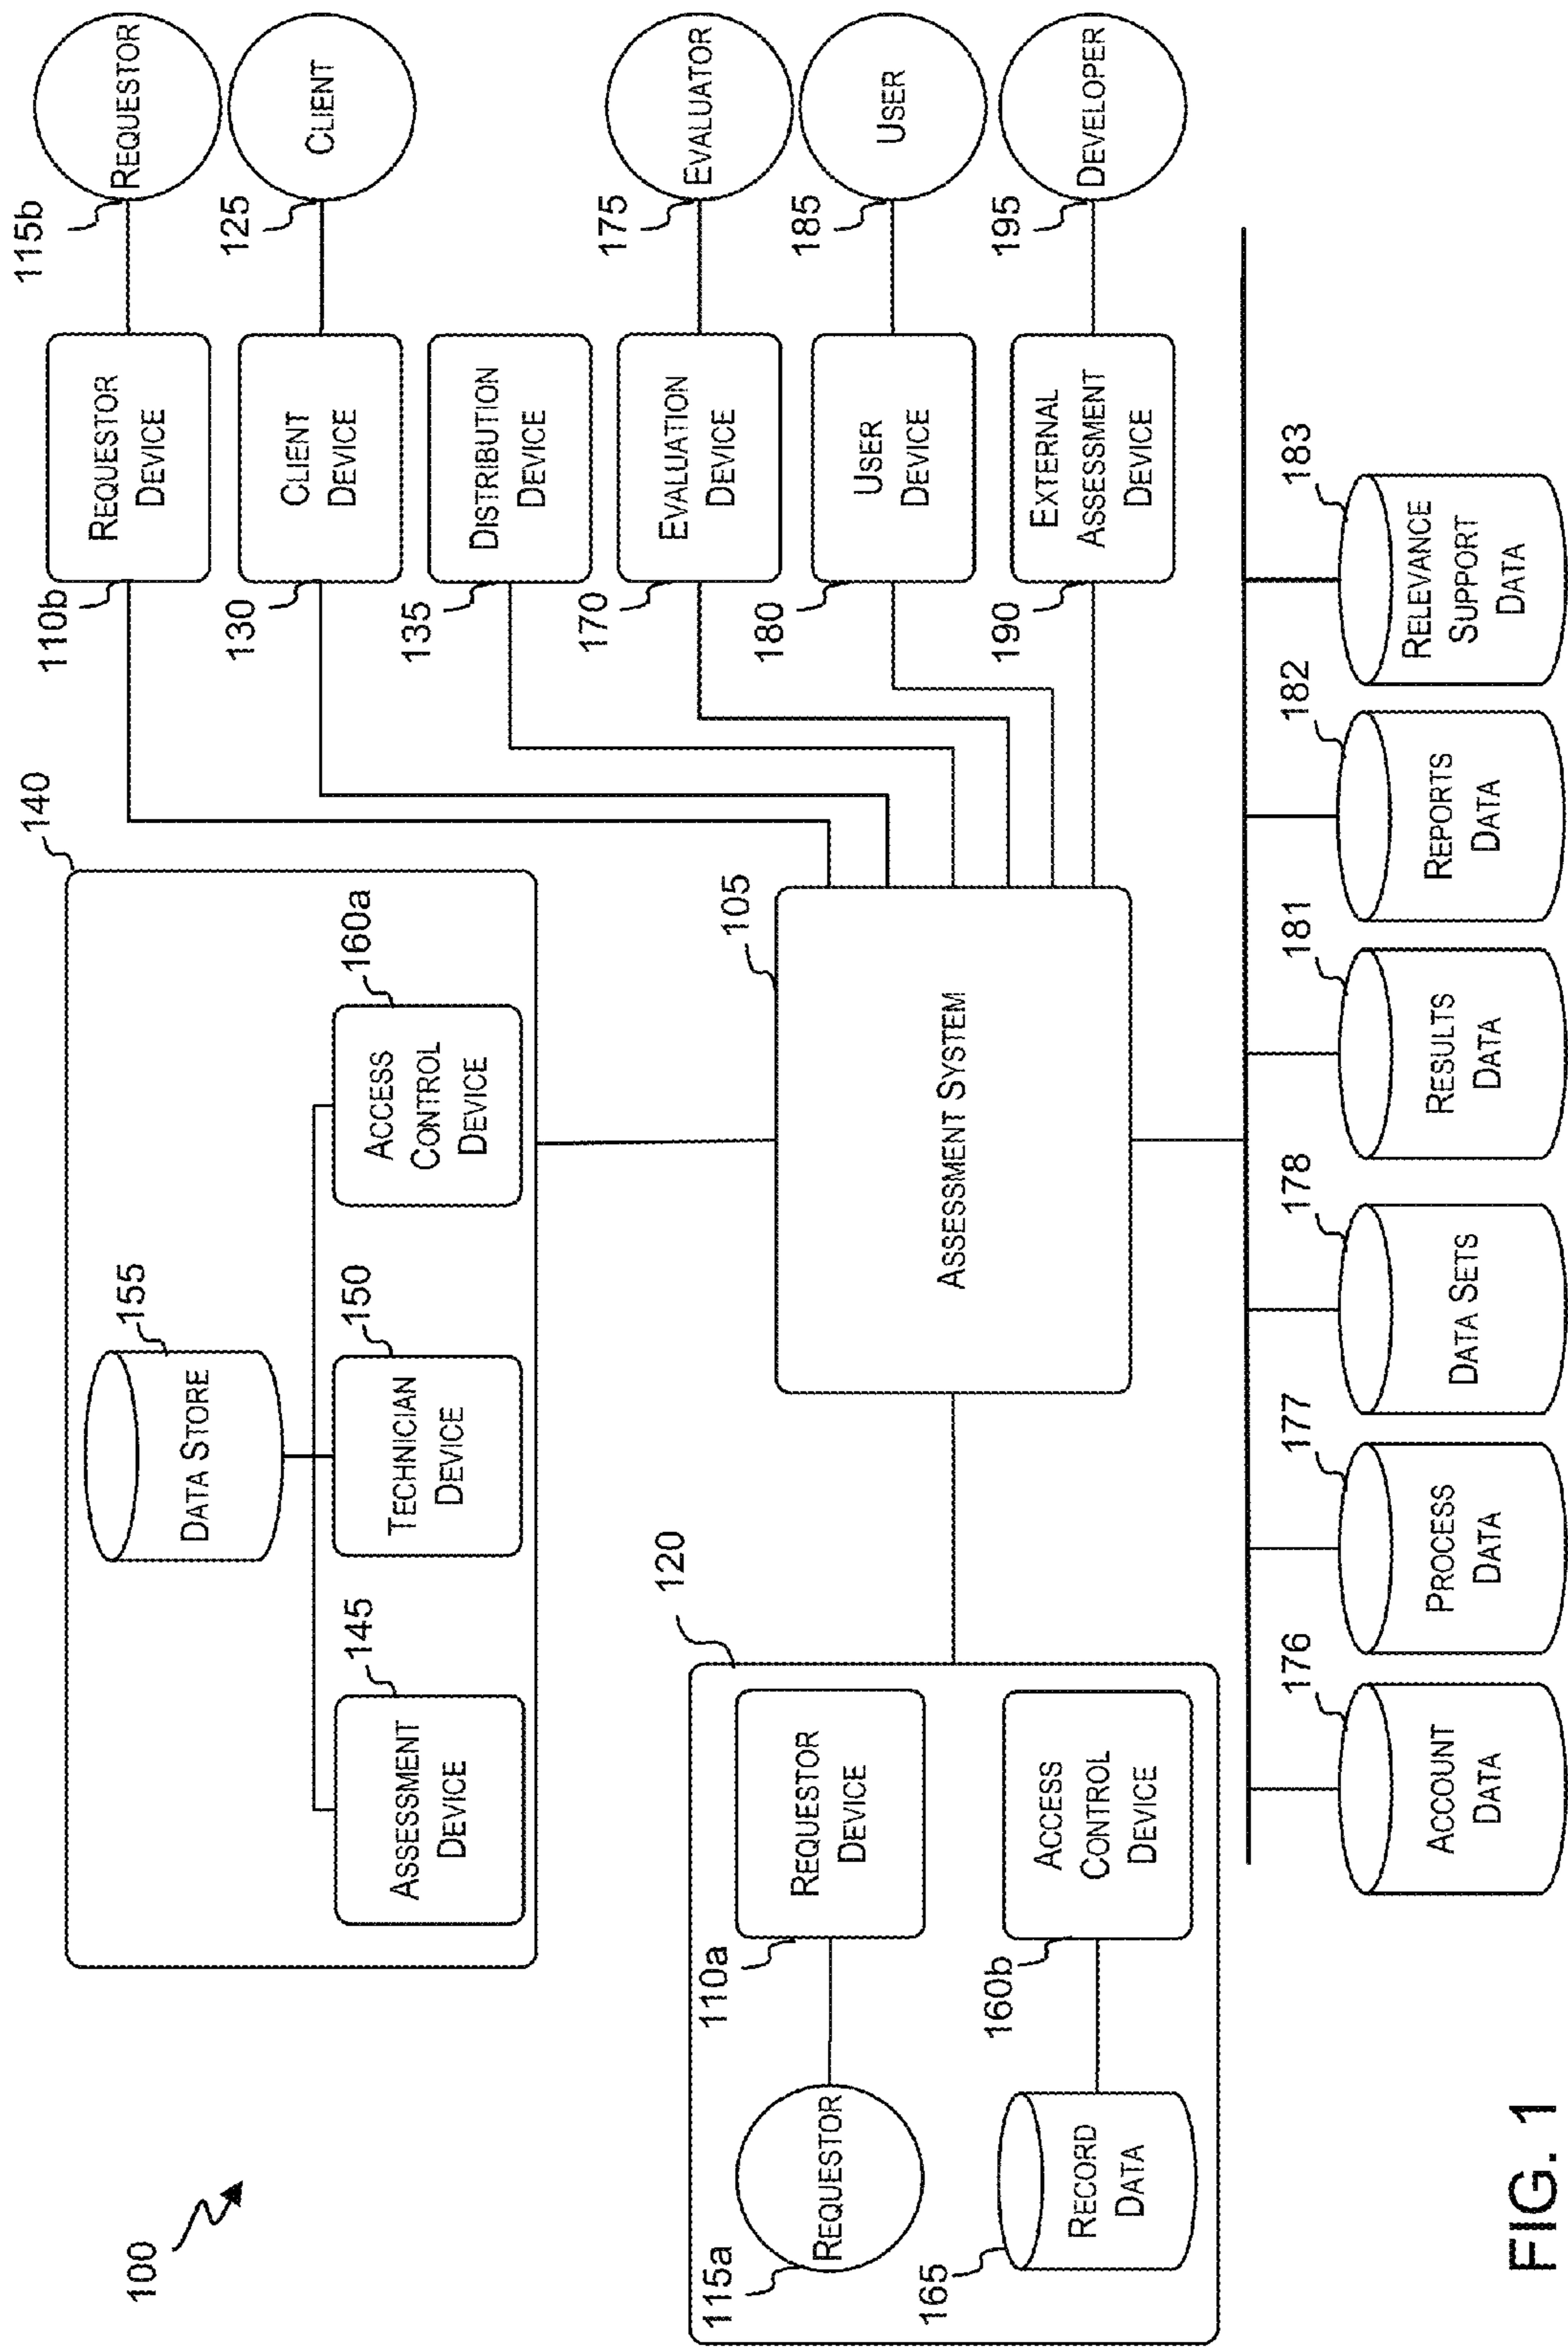 100
140
155
DATA STORE
145
ASSESSMENT
DEVICE
150
TECHNICIAN
DEVICE
160a
ACCESS
CONTROL
DEVICE
110b
REQUESTOR
DEVICE
115b
REQUESTOR
130
CLIENT
DEVICE
125
CLIENT
135
DISTRIBUTION
DEVICE
170
EVALUATION
DEVICE
175
EVALUATOR
180
USER
DEVICE
185
USER
190
EXTERNAL
ASSESSMENT
DEVICE
195
DEVELOPER
120
115a
REQUESTOR
110a
REQUESTOR
DEVICE
165
RECORD
DATA
160b
ACCESS
CONTROL
DEVICE
105
ASSESSMENT SYSTEM
176
ACCOUNT
DATA
177
PROCESS
DATA
178
DATA SETS
181
RESULTS
DATA
182
REPORTS
DATA
183
RELEVANCE
SUPPORT
DATA
FIG. 1